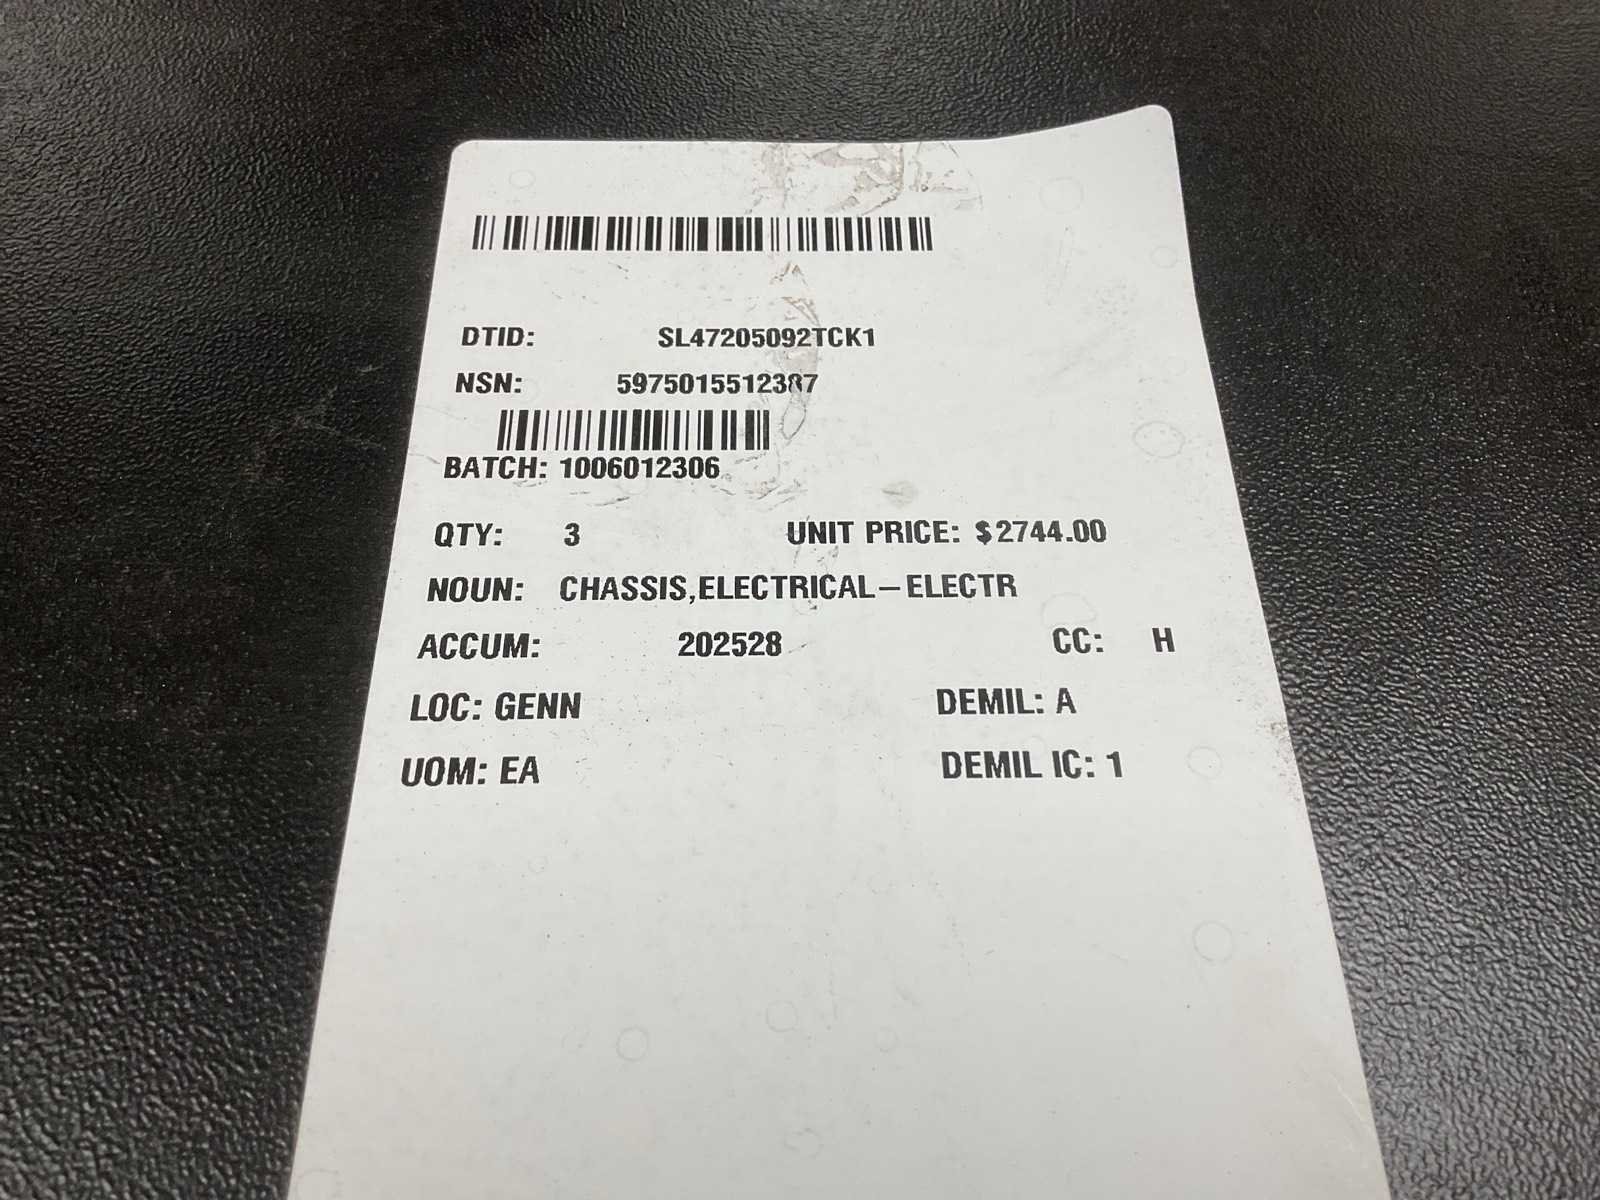 DTID: SL47205092TCK1
NSN: 5975015512387
BATCH: 1006012306
QTY: 3 UNIT PRICE: $2744.00
NOUN: CHASSIS,ELECTRICAL-ELECTR
ACCUM: 202528 CC: H
LOC: GENN DEMIL: A
UOM: EA DEMIL IC: 1